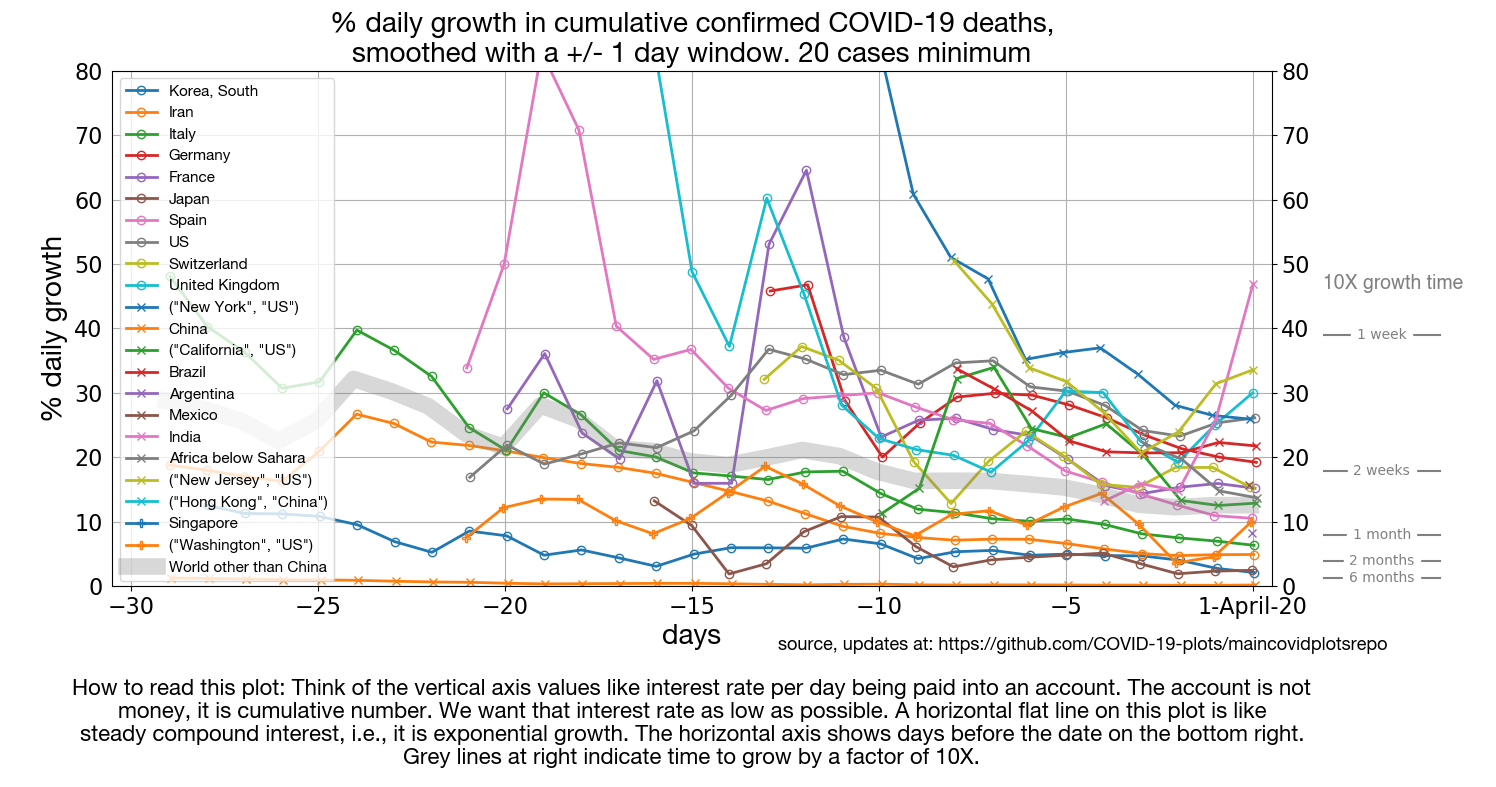 % daily growth in cumulative confirmed COVID-19 deaths,
smoothed with a +/- 1 day window. 20 cases minimum
% daily growth
80
70
60
50
40
30
20
10
0
Korea, South
Iran
Italy
Germany
France
Japan
Spain
US
Switzerland
United Kingdom
("New York", "US")
China
("California", "US")
Brazil
Argentina
Mexico
India
Africa below Sahara
("New Jersey", "US")
("Hong Kong", "China")
Singapore
("Washington", "US")
World other than China
80
70
60
50
40
30
20
10
0
10X growth time
1 week
2 weeks
1 month
2 months
6 months
−30 −25 −20 −15 −10 −5 1-April-20
days
source, updates at: https://github.com/COVID-19-plots/maincovidplotsrepo
How to read this plot: Think of the vertical axis values like interest rate per day being paid into an account. The account is not
money, it is cumulative number. We want that interest rate as low as possible. A horizontal flat line on this plot is like
steady compound interest, i.e., it is exponential growth. The horizontal axis shows days before the date on the bottom right.
Grey lines at right indicate time to grow by a factor of 10X.